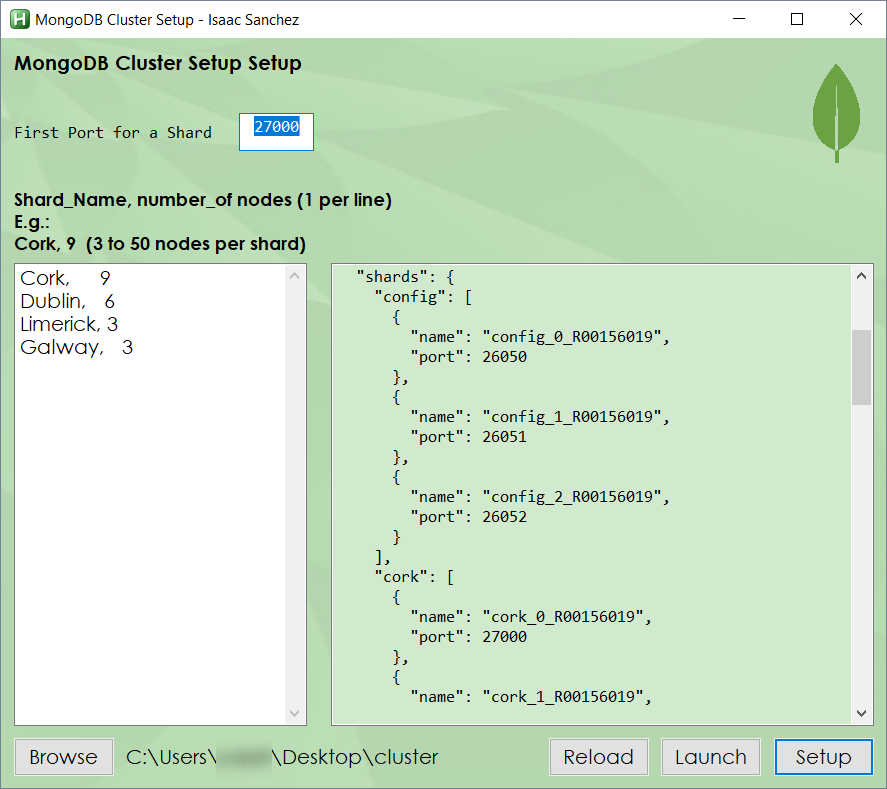 MongoDB Cluster Setup - Isaac Sanchez
MongoDB Cluster Setup Setup
First Port for a Shard 27000
Shard_Name, number_of nodes (1 per line)
E.g.:
Cork, 9 (3 to 50 nodes per shard)
Cork, 9
Dublin, 6
Limerick, 3
Galway, 3
"shards": {
"config": [
{
"name": "config_0_R00156019",
"port": 26050
},
{
"name": "config_1_R00156019",
"port": 26051
},
{
"name": "config_2_R00156019",
"port": 26052
}
],
"cork": [
{
"name": "cork_0_R00156019",
"port": 27000
},
{
"name": "cork_1_R00156019",
Browse C:\Users\ \Desktop\cluster Reload Launch Setup